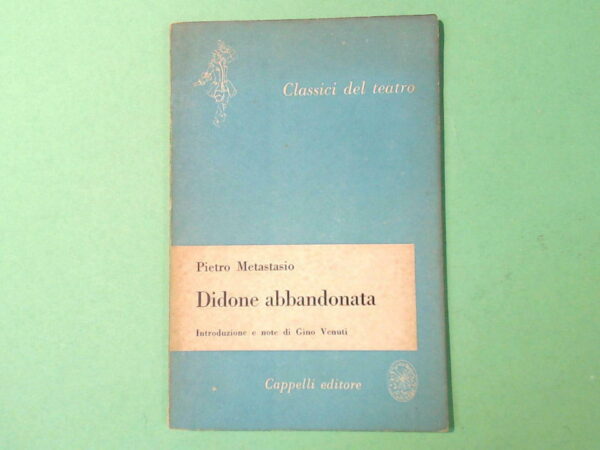 Classici del teatro
Pietro Metastasio
Didone abbandonata
Introduzione e note di Gino Venuti
Cappelli editore